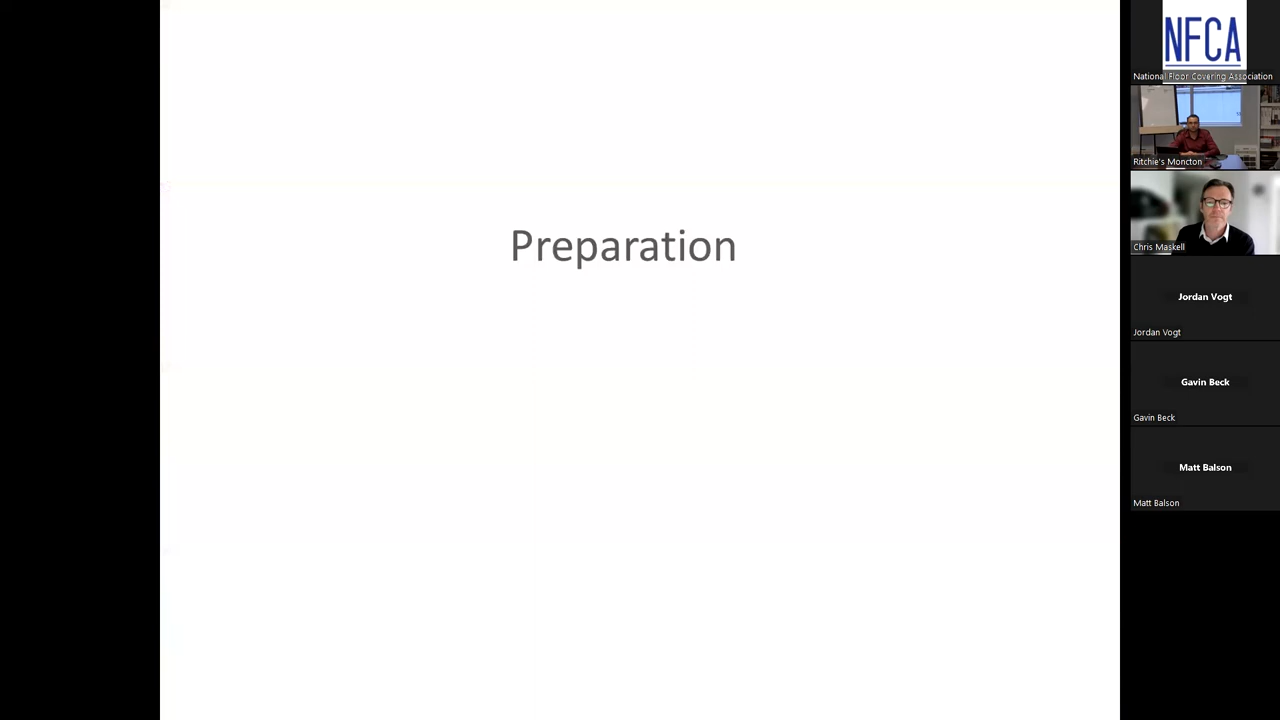 Preparation
NFCA
National Floor Covering Association
Ritchie's Moncton
Chris Maskell
Jordan Vogt
Jordan Vogt
Gavin Beck
Gavin Beck
Matt Balson
Matt Balson